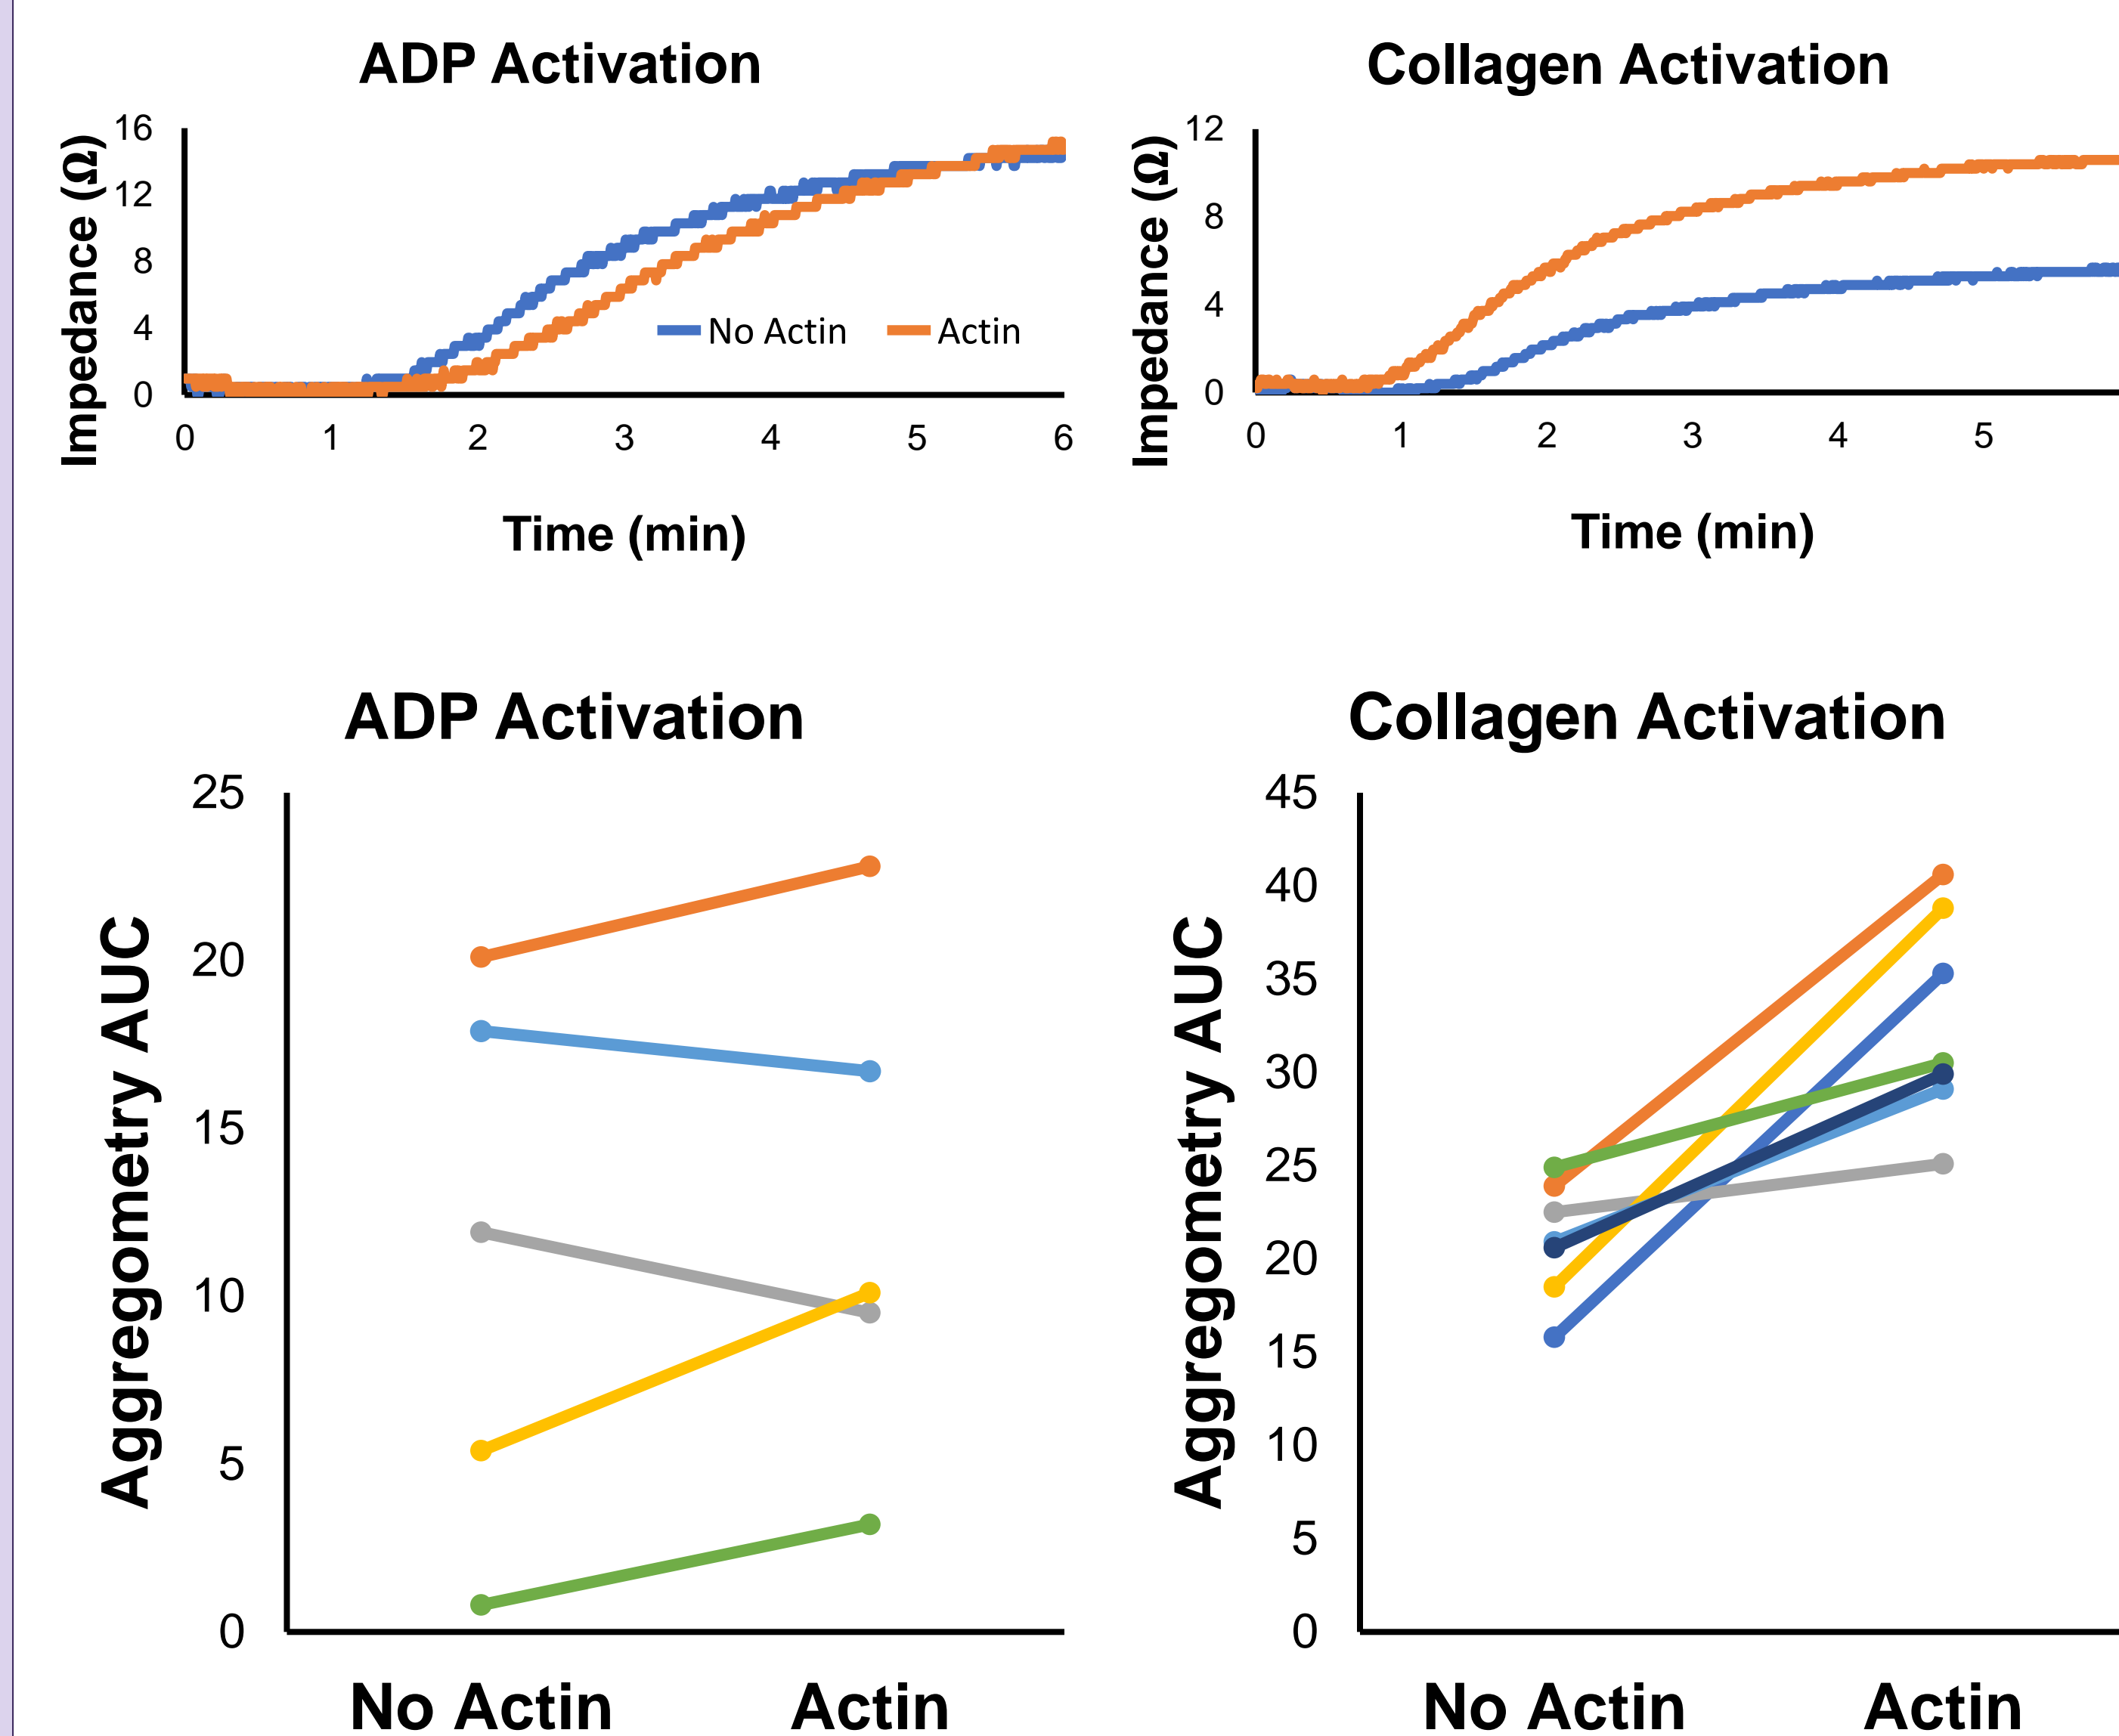 ADP Activation
Impedance (Ω)
16
12
8
4
0
No Actin
Actin
0 1 2 3 4 5 6
Time (min)
Collagen Activation
Impedance (Ω)
12
8
4
0
0 1 2 3 4 5
Time (min)
ADP Activation
Aggregometry AUC
25
20
15
10
5
0
No Actin
Actin
Collagen Activation
Aggregometry AUC
45
40
35
30
25
20
15
10
5
0
No Actin
Actin